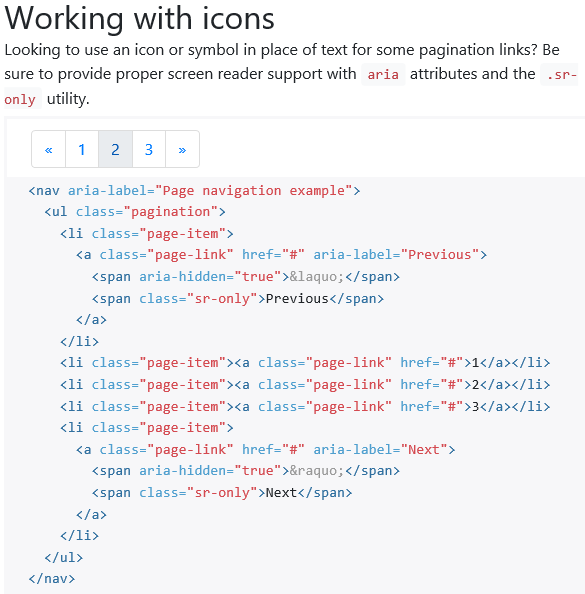 Working with icons
Looking to use an icon or symbol in place of text for some pagination links? Be
sure to provide proper screen reader support with aria attributes and the .sr-
only utility.
« 1 2 3 »
<nav aria-label="Page navigation example">
  <ul class="pagination">
    <li class="page-item">
      <a class="page-link" href="#" aria-label="Previous">
        <span aria-hidden="true">&laquo;</span>
        <span class="sr-only">Previous</span>
      </a>
    </li>
    <li class="page-item"><a class="page-link" href="#">1</a></li>
    <li class="page-item"><a class="page-link" href="#">2</a></li>
    <li class="page-item"><a class="page-link" href="#">3</a></li>
    <li class="page-item">
      <a class="page-link" href="#" aria-label="Next">
        <span aria-hidden="true">&raquo;</span>
        <span class="sr-only">Next</span>
      </a>
    </li>
  </ul>
</nav>